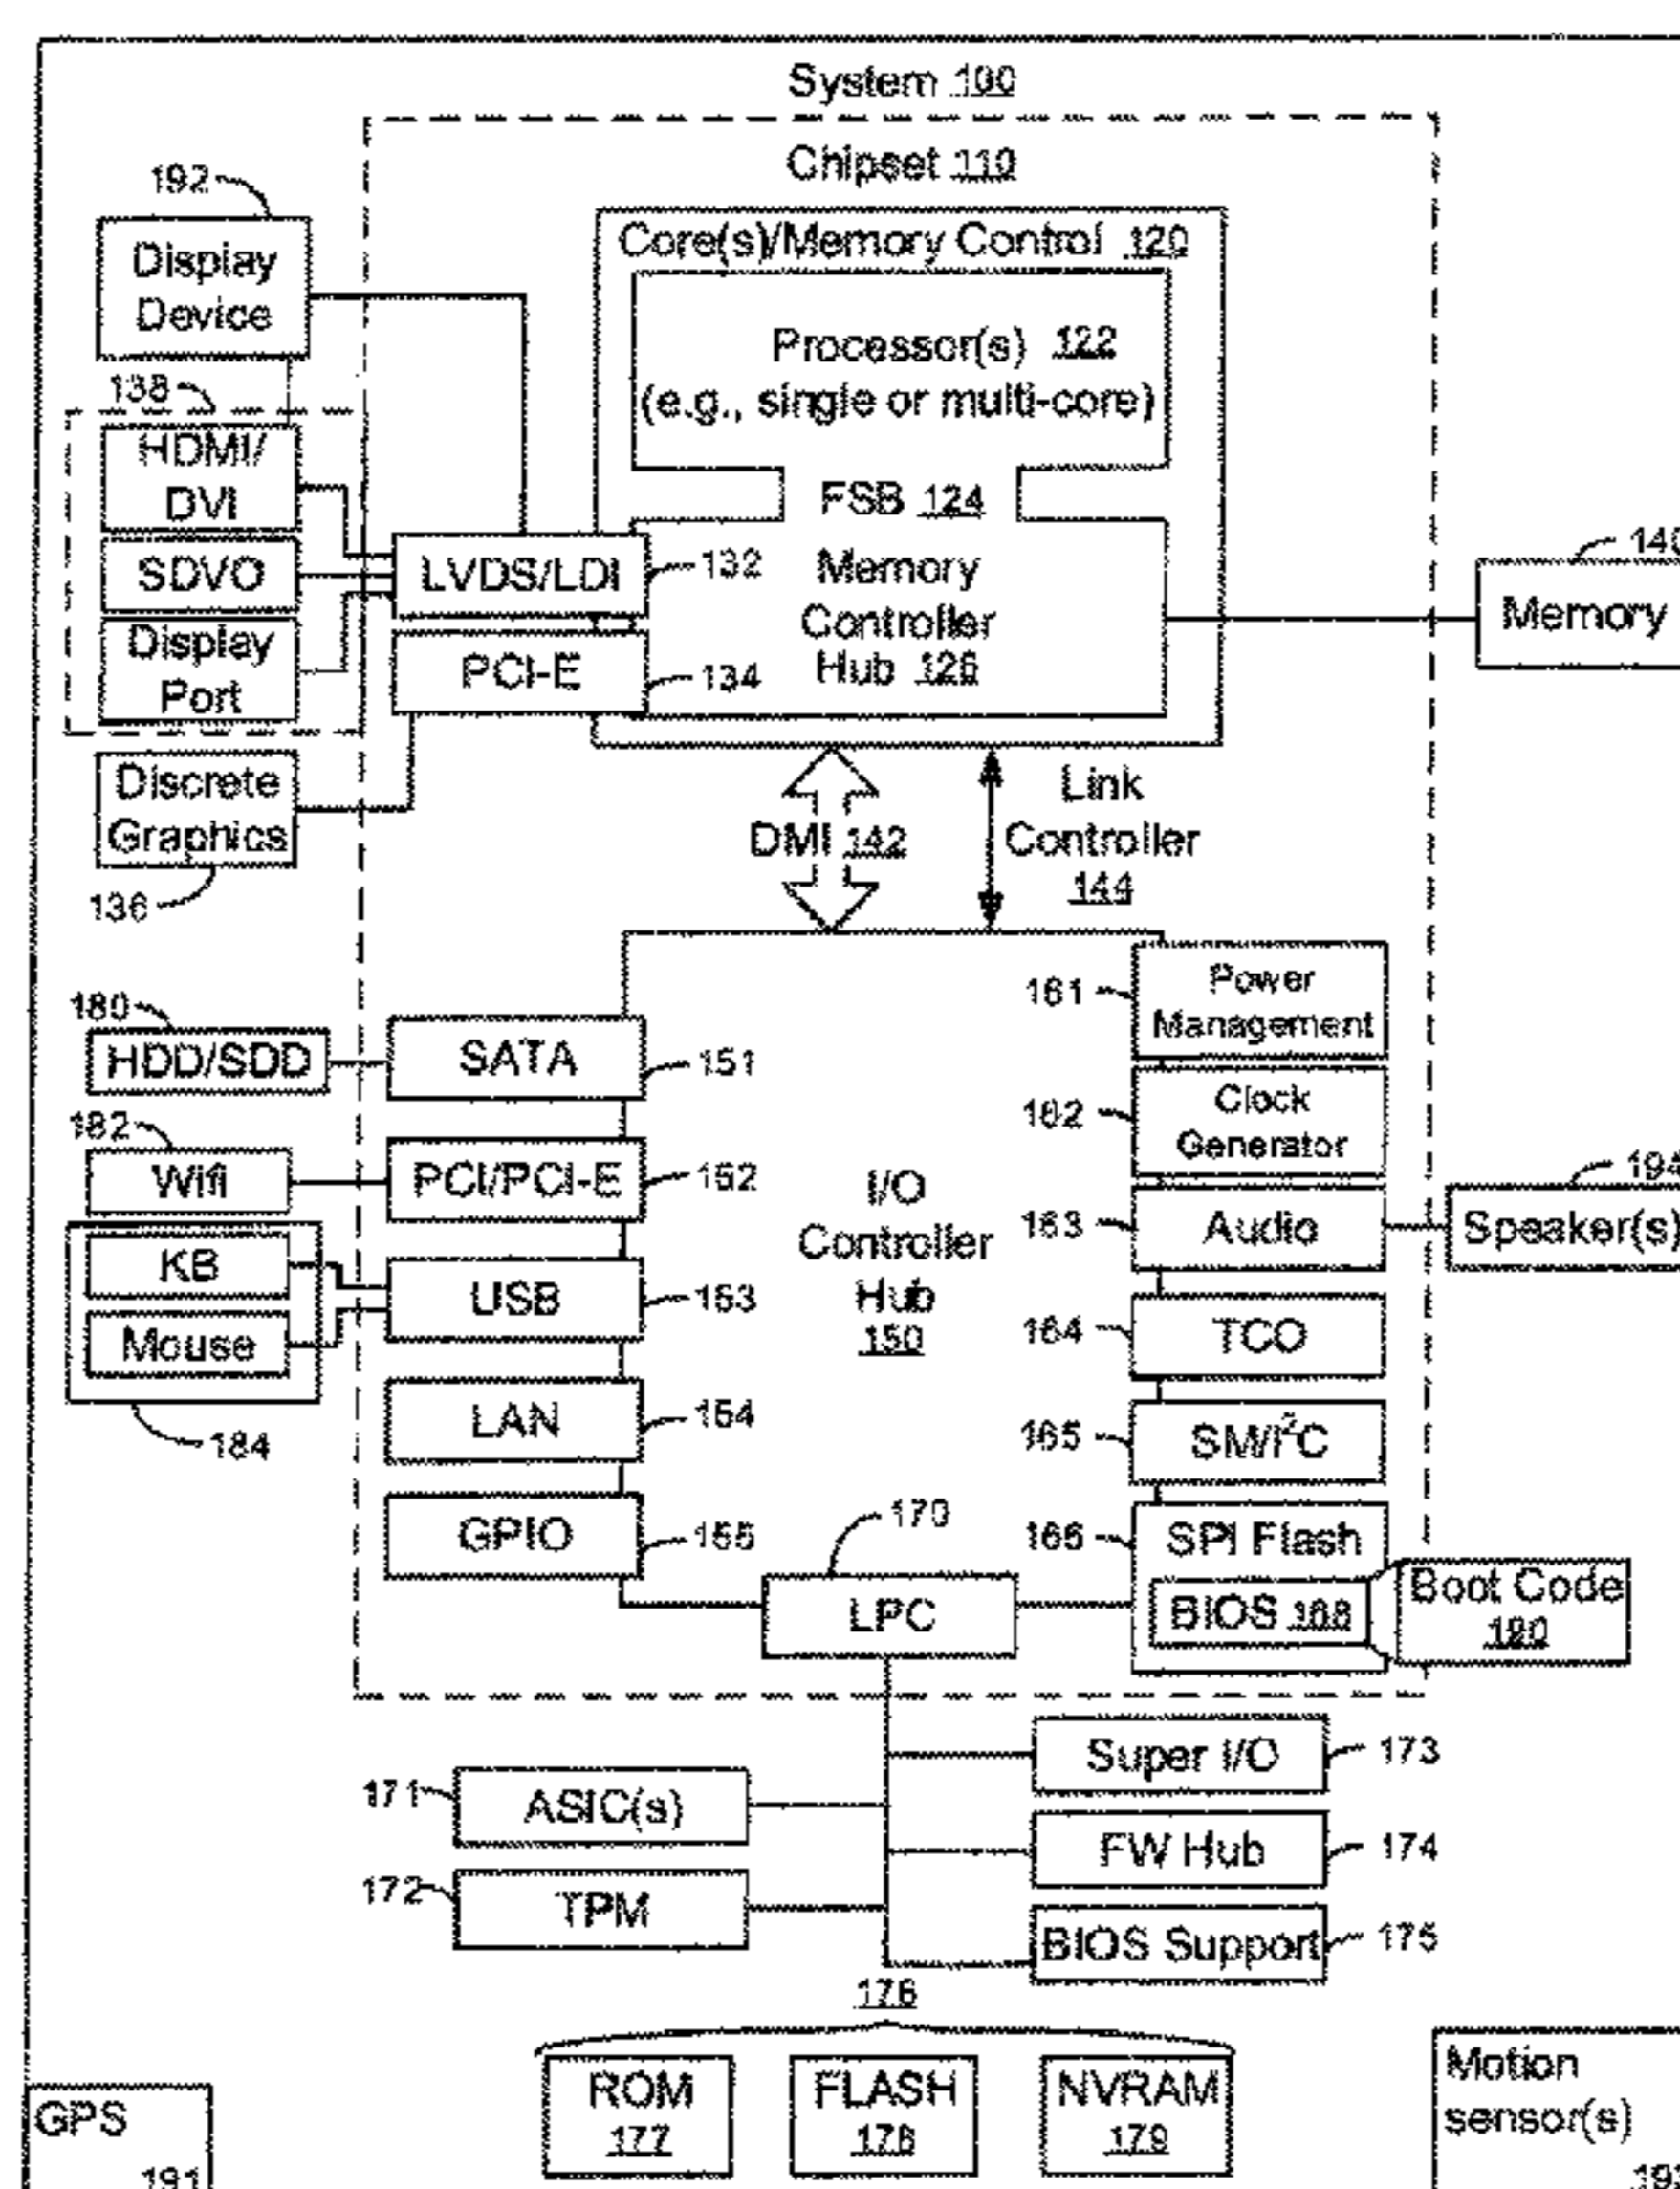 System 100
Chipset 110
192
Display
Device
Core(s)/Memory Control 120
Processor(s) 122
(e.g., single or multi-core)
138
HDMI/
DVI
SDVO
Display
Port
FSB 124
LVDS/LDI
132
PCI-E
134
Memory
Controller
Hub 126
140
Memory
Discrete
Graphics
136
DMI 142
Link
Controller
144
180
HDD/SDD
SATA
151
182
Wifi
PCI/PCI-E
152
KB
Mouse
184
USB
153
LAN
154
GPIO
155
I/O
Controller
Hub
150
161
Power
Management
162
Clock
Generator
163
Audio
194
Speaker(s)
164
TCO
165
SM/I²C
166
SPI Flash
BIOS 168
Boot Code
190
170
LPC
171
ASIC(s)
172
TPM
Super I/O
173
FW Hub
174
BIOS Support
175
176
ROM
177
FLASH
178
NVRAM
179
GPS
191
Motion
sensor(s)